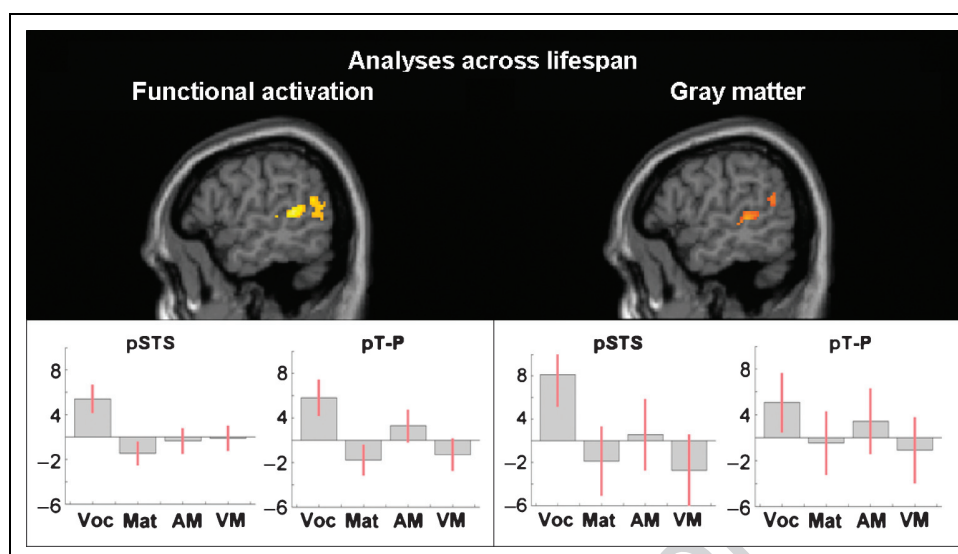 Analyses across lifespan
Functional activation
Gray matter
pSTS
8
4
−2
−6
Voc Mat AM VM
pT-P
8
4
−2
−6
Voc Mat AM VM
pSTS
8
4
−2
−6
Voc Mat AM VM
pT-P
8
4
−2
−6
Voc Mat AM VM